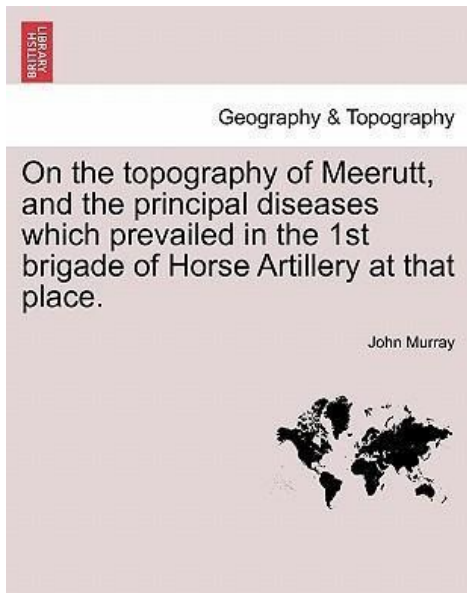 BRITISH
LIBRARY
Geography & Topography
On the topography of Meerutt,
and the principal diseases
which prevailed in the 1st
brigade of Horse Artillery at that
place.
John Murray